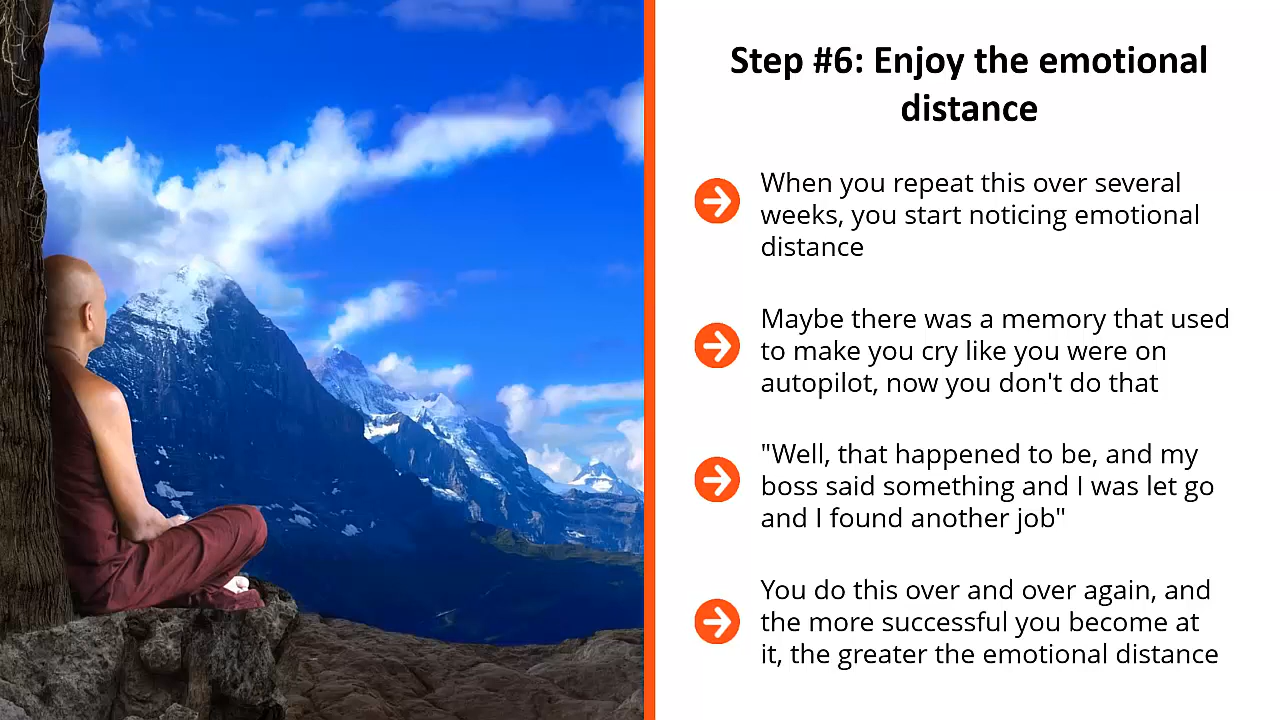 Step #6: Enjoy the emotional
distance
When you repeat this over several
weeks, you start noticing emotional
distance
Maybe there was a memory that used
to make you cry like you were on
autopilot, now you don't do that
"Well, that happened to be, and my
boss said something and I was let go
and I found another job"
You do this over and over again, and
the more successful you become at
it, the greater the emotional distance